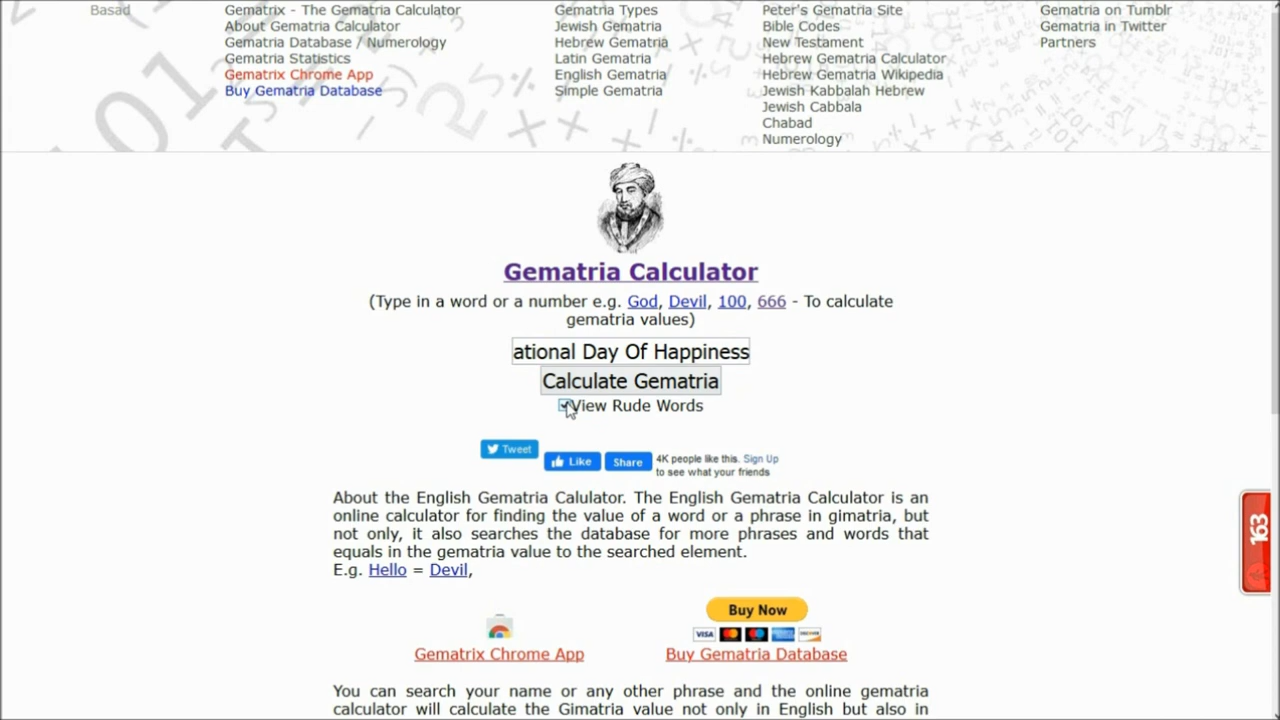 Basad
Gematrix - The Gematria Calculator
About Gematria Calculator
Gematria Database / Numerology
Gematria Statistics
Gematrix Chrome App
Buy Gematria Database
Gematria Types
Jewish Gematria
Hebrew Gematria
Latin Gematria
English Gematria
Simple Gematria
Peter's Gematria Site
Bible Codes
New Testament
Hebrew Gematria Calculator
Hebrew Gematria Wikipedia
Jewish Kabbalah Hebrew
Jewish Cabbala
Chabad
Numerology
Gematria on Tumblr
Gematria in Twitter
Partners
Gematria Calculator
(Type in a word or a number e.g. God, Devil, 100, 666 - To calculate
gematria values)
ational Day Of Happiness
Calculate Gematria
View Rude Words
Tweet
Like
Share
4K people like this. Sign Up
to see what your friends
About the English Gematria Calulator. The English Gematria Calculator is an
online calculator for finding the value of a word or a phrase in gimatria, but
not only, it also searches the database for more phrases and words that
equals in the gematria value to the searched element.
E.g. Hello = Devil,
163
Buy Now
VISA
Gematrix Chrome App
Buy Gematria Database
You can search your name or any other phrase and the online gematria
calculator will calculate the Gimatria value not only in English but also in